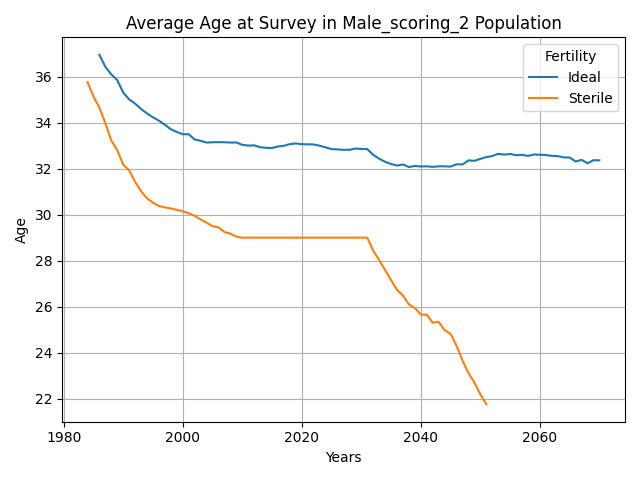 Average Age at Survey in Male_scoring_2 Population
Fertility
Ideal
Sterile
Age
36
34
32
30
28
26
24
22
1980
2000
2020
2040
2060
Years